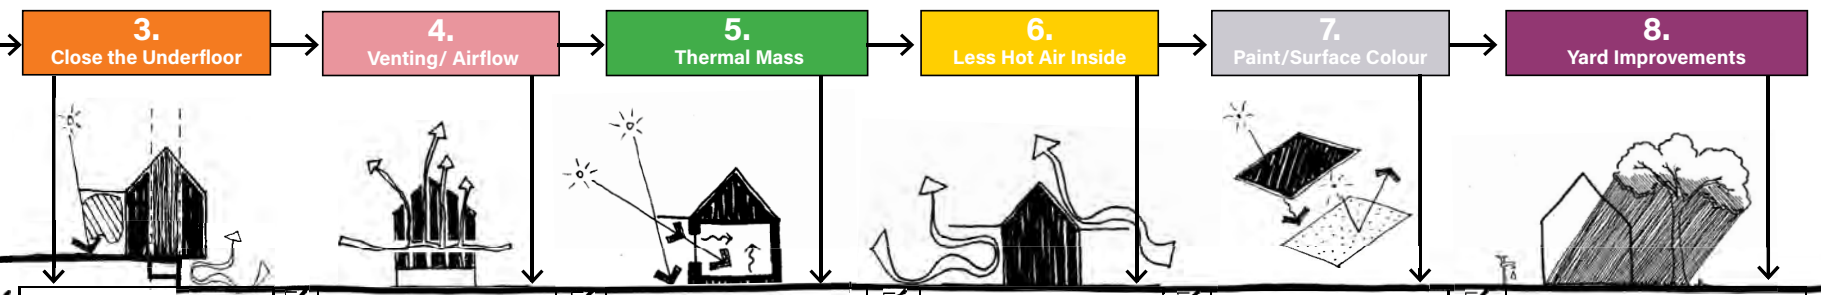 3.
Close the Underfloor
4.
Venting/ Airflow
5.
Thermal Mass
6.
Less Hot Air Inside
7.
Paint/Surface Colour
8.
Yard Improvements